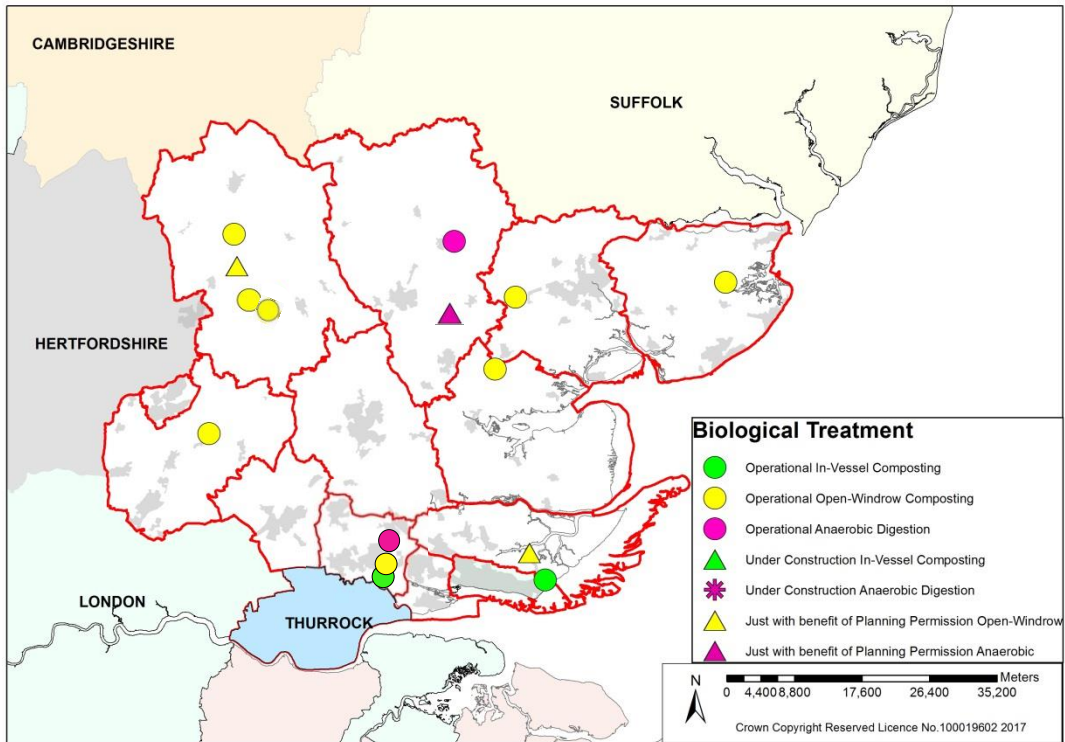 CAMBRIDGESHIRE
SUFFOLK
HERTFORDSHIRE
LONDON
THURROCK
Biological Treatment
Operational In-Vessel Composting
Operational Open-Windrow Composting
Operational Anaerobic Digestion
Under Construction In-Vessel Composting
Under Construction Anaerobic Digestion
Just with benefit of Planning Permission Open-Windrow
Just with benefit of Planning Permission Anaerobic
N
Meters
0 4,400 8,800 17,600 26,400 35,200
Crown Copyright Reserved Licence No.100019602 2017